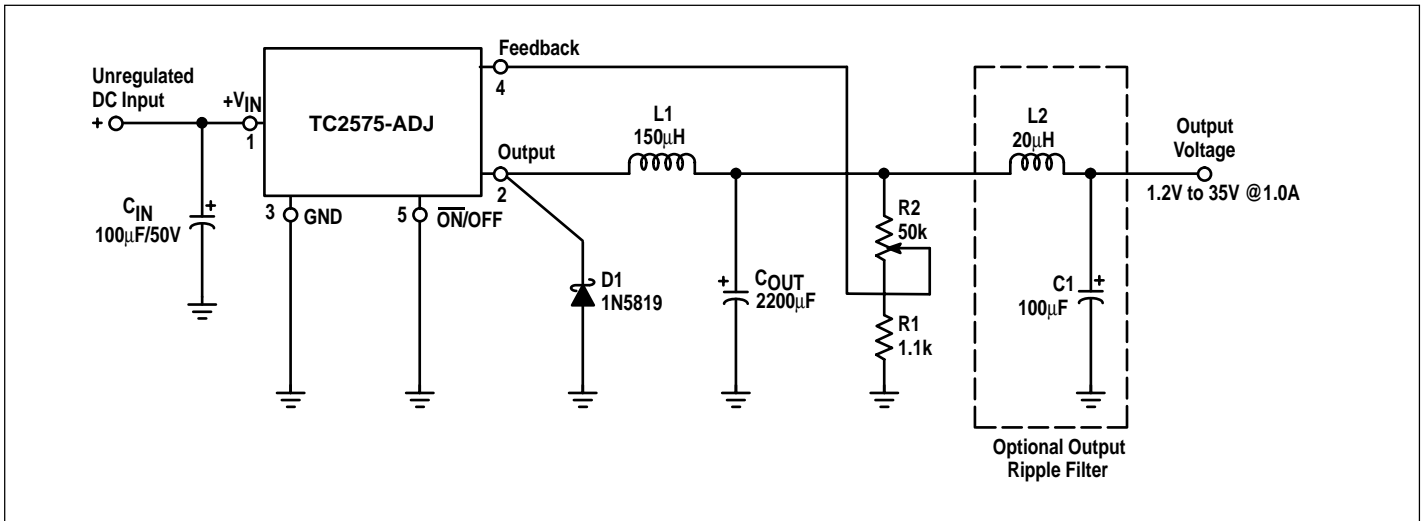 Unregulated
DC Input
+
+VIN
1
TC2575-ADJ
Feedback
4
Output
2
3
GND
5
ON/OFF
CIN
100µF/50V
+
L1
150µH
D1
1N5819
+
COUT
2200µF
R2
50k
R1
1.1k
L2
20µH
+
C1
100µF
Output
Voltage
1.2V to 35V @1.0A
Optional Output
Ripple Filter